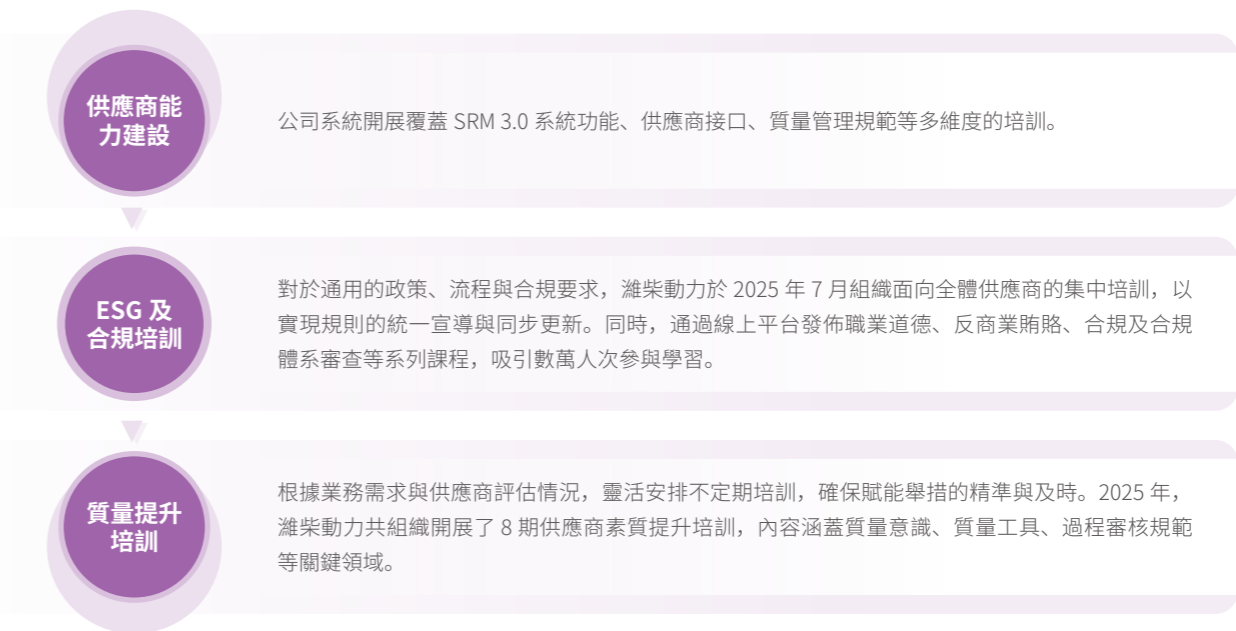 供應商能
力建設
公司系統開展覆蓋 SRM 3.0 系統功能、供應商接口、質量管理規範等多維度的培訓。
ESG 及
合規培訓
對於通用的政策、流程與合規要求，濰柴動力於 2025 年 7 月組織面向全體供應商的集中培訓，以
實現規則的統一宣導與同步更新。同時，通過線上平台發佈職業道德、反商業賄賂、合規及合規
體系審查等系列課程，吸引數萬人次參與學習。
質量提升
培訓
根據業務需求與供應商評估情況，靈活安排不定期培訓，確保賦能舉措的精準與及時。2025 年，
濰柴動力共組織開展了 8 期供應商素質提升培訓，內容涵蓋質量意識、質量工具、過程審核規範
等關鍵領域。